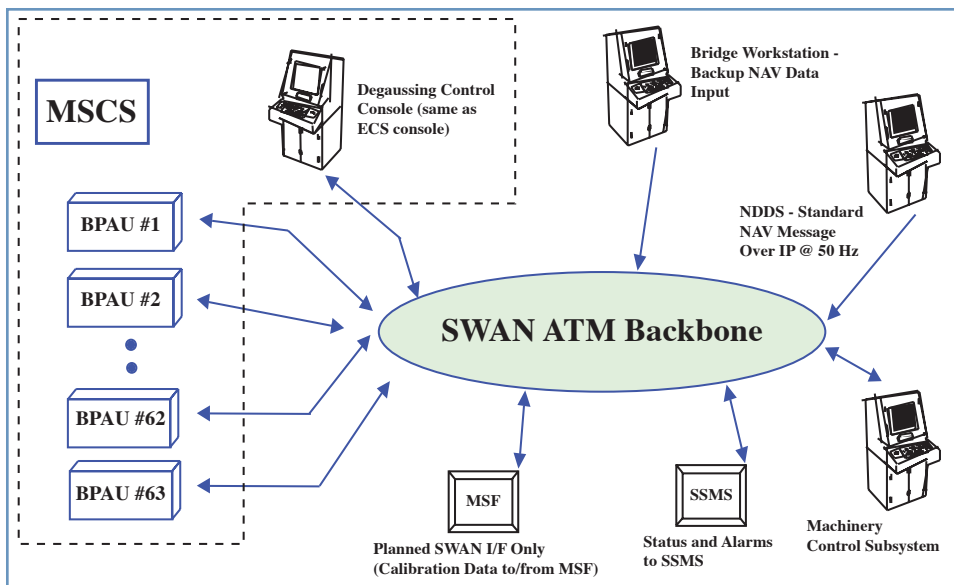 MSCS
Degaussing Control
Console (same as
ECS console)
Bridge Workstation -
Backup NAV Data
Input
NDDS - Standard
NAV Message
Over IP @ 50 Hz
BPAU #1
BPAU #2
BPAU #62
BPAU #63
SWAN ATM Backbone
MSF
Planned SWAN I/F Only
(Calibration Data to/from MSF)
SSMS
Status and Alarms
to SSMS
Machinery
Control Subsystem